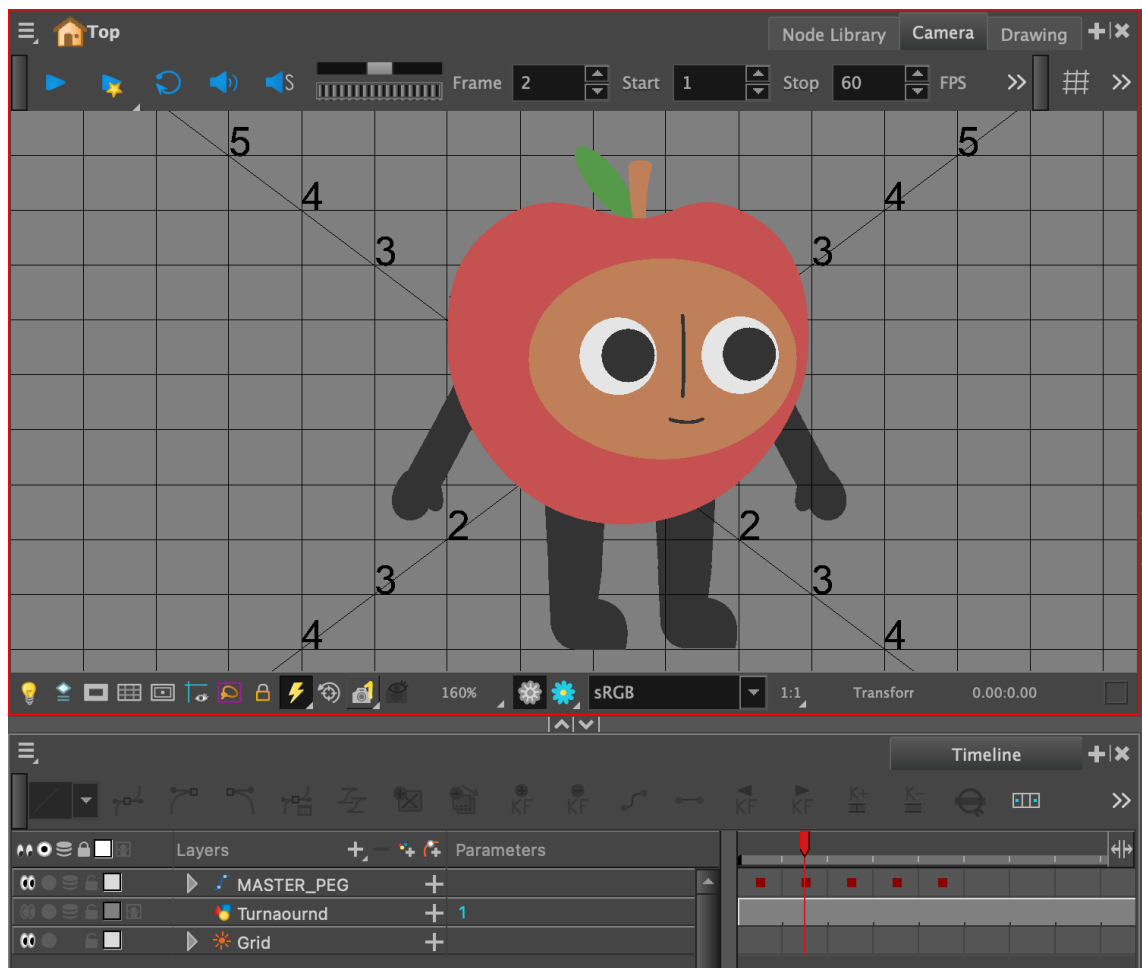 Top
Node Library Camera Drawing
S Frame 2 Start 1 Stop 60 FPS
5 5
4 4
3 3
2 2
3 3
4 4
1 160% sRGB 1:1 Transforr 0.00:0.00
Timeline
KF KF KF KF K+ K-
Layers Parameters
MASTER_PEG
Turnaournd 1
Grid